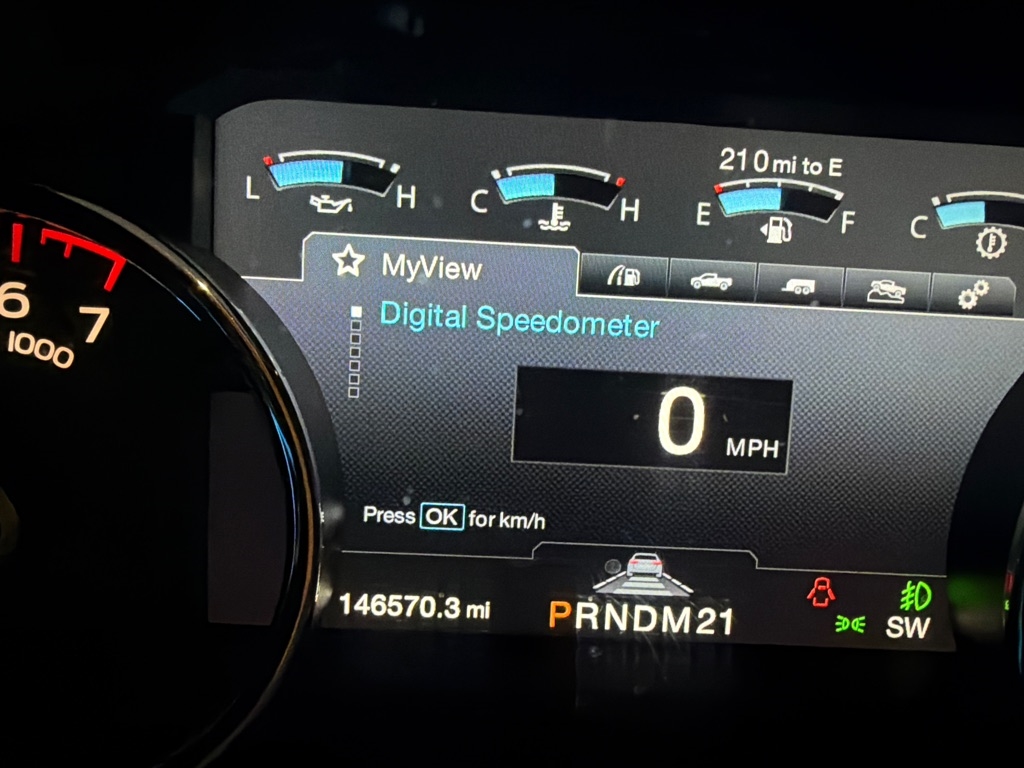 210 mi to E
L H C H E F C
MyView
Digital Speedometer
6
7
1000
0 MPH
Press OK for km/h
146570.3 mi PRNDM21 SW